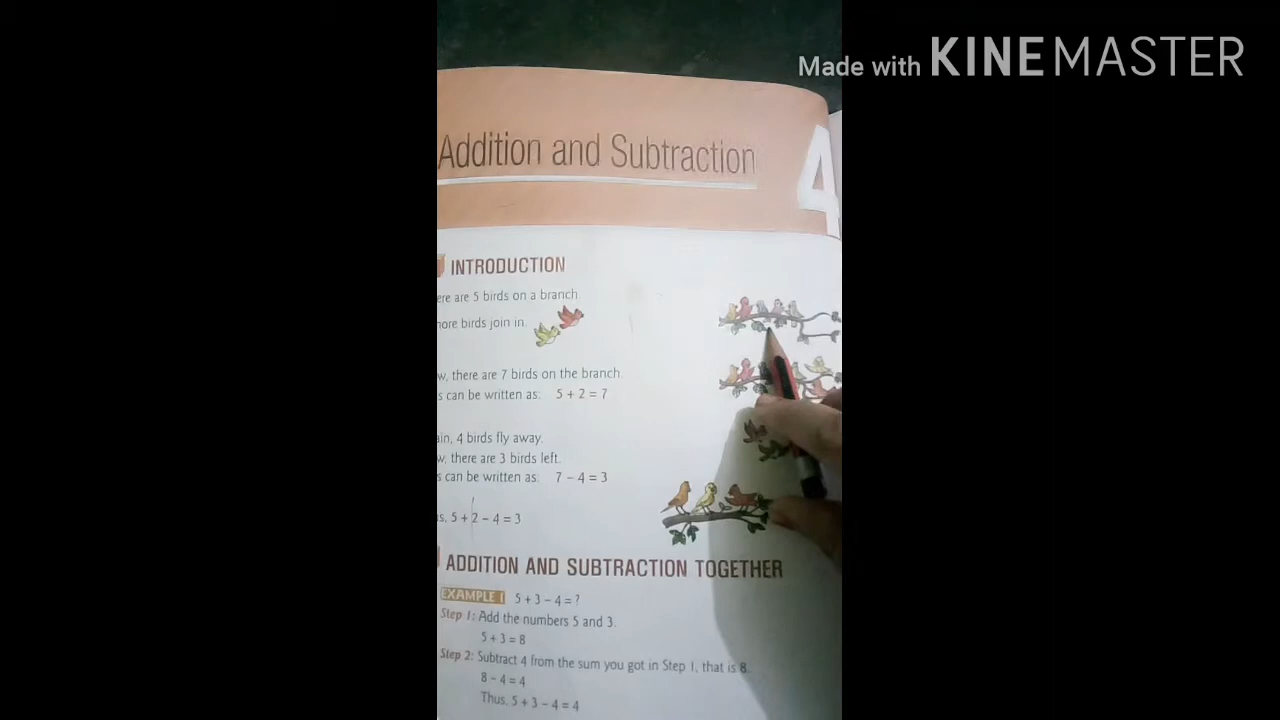 Made with KINEMASTER
Addition and Subtraction
4
INTRODUCTION
ere are 5 birds on a branch
ore birds join in.
w, there are 7 birds on the branch.
s can be written as: 5 + 2 = 7
ain, 4 birds fly away.
w, there are 3 birds left.
s can be written as: 7 – 4 = 3
s, 5 + 2 – 4 = 3
ADDITION AND SUBTRACTION TOGETHER
EXAMPLE 1 5 + 3 – 4 = ?
Step 1: Add the numbers 5 and 3.
5 + 3 = 8
Step 2: Subtract 4 from the sum you got in Step 1, that is 8.
8 – 4 = 4
Thus, 5 + 3 – 4 = 4